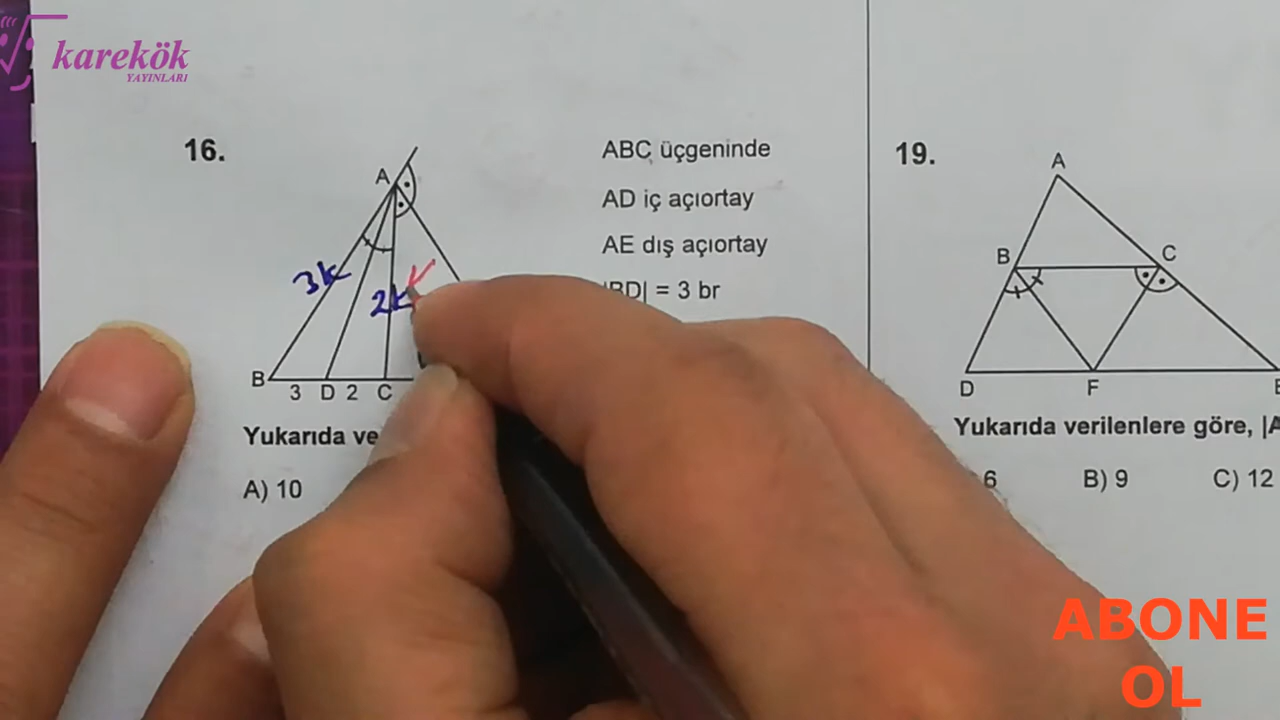 karekök
YAYINLARI
16.
A
3k
2k
B 3 D 2 C
ABC üçgeninde
AD iç açıortay
AE dış açıortay
|BD| = 3 br
Yukarıda ve
A) 10
19.
A
B
C
D
F
E
Yukarıda verilenlere göre, |A
6 B) 9 C) 12
ABONE
OL